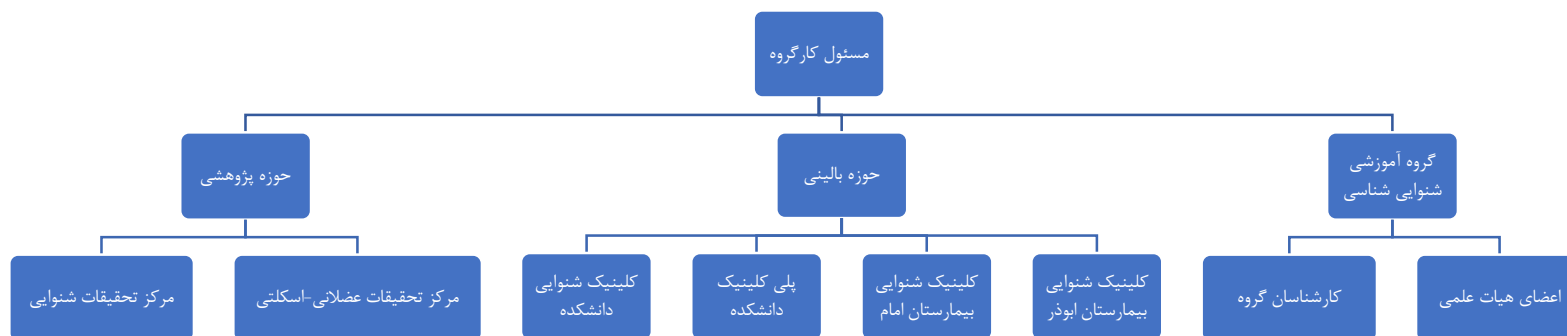 مسئول کارگروه
گروه آموزشی
شنوایی شناسی
حوزه بالینی
حوزه پژوهشی
اعضای هیات علمی
کارشناسان گروه
کلینیک شنوایی
بیمارستان ابوذر
کلینیک شنوایی
بیمارستان امام
پلی کلینیک
دانشکده
کلینیک شنوایی
دانشکده
مرکز تحقیقات عضلانی-اسکلتی
مرکز تحقیقات شنوایی